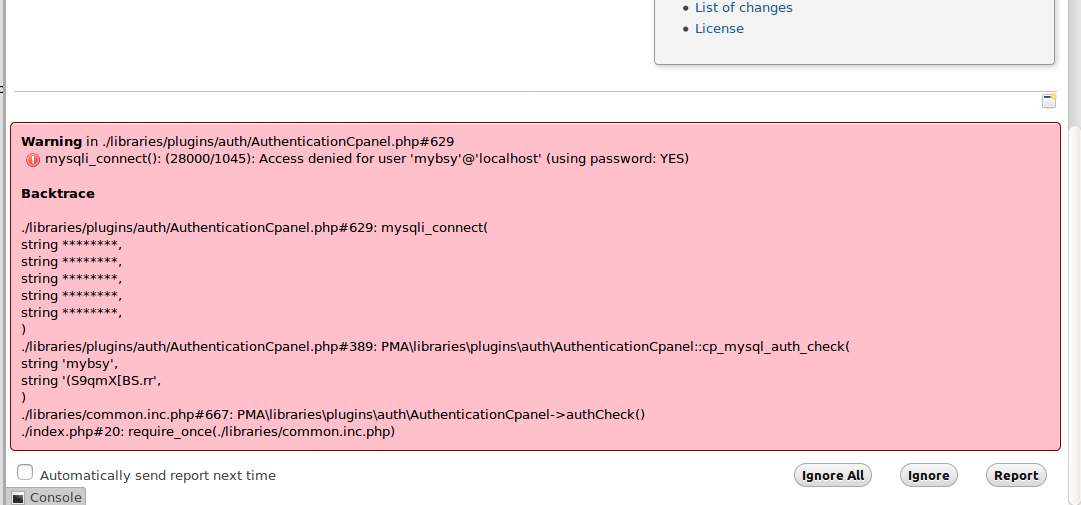 List of changes
License
Warning in ./libraries/plugins/auth/AuthenticationCpanel.php#629
mysqli_connect(): (28000/1045): Access denied for user 'mybsy'@'localhost' (using password: YES)
Backtrace
./libraries/plugins/auth/AuthenticationCpanel.php#629: mysqli_connect(
string ********,
string ********,
string ********,
string ********,
string ********,
)
./libraries/plugins/auth/AuthenticationCpanel.php#389: PMA\libraries\plugins\auth\AuthenticationCpanel::cp_mysql_auth_check(
string 'mybsy',
string '(S9qmX[BS.rr',
)
./libraries/common.inc.php#667: PMA\libraries\plugins\auth\AuthenticationCpanel->authCheck()
./index.php#20: require_once(./libraries/common.inc.php)
Automatically send report next time
Ignore All
Ignore
Report
Console